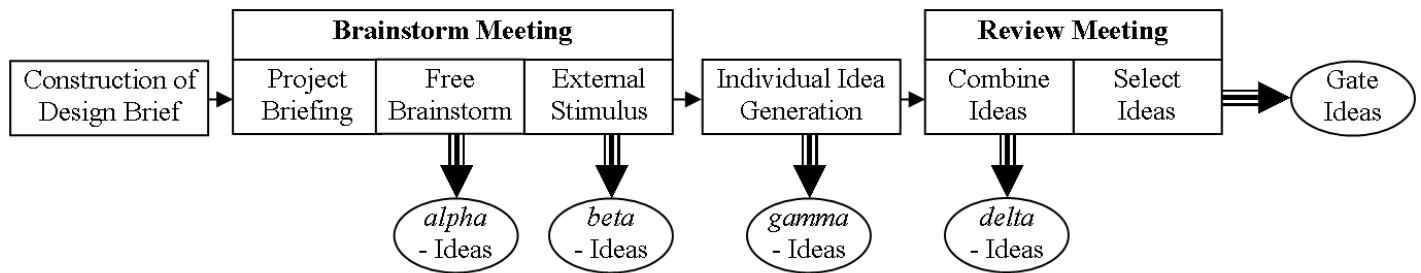 Brainstorm Meeting
Review Meeting
Construction of
Design Brief
Project
Briefing
Free
Brainstorm
External
Stimulus
Individual Idea
Generation
Combine
Ideas
Select
Ideas
Gate
Ideas
alpha
- Ideas
beta
- Ideas
gamma
- Ideas
delta
- Ideas